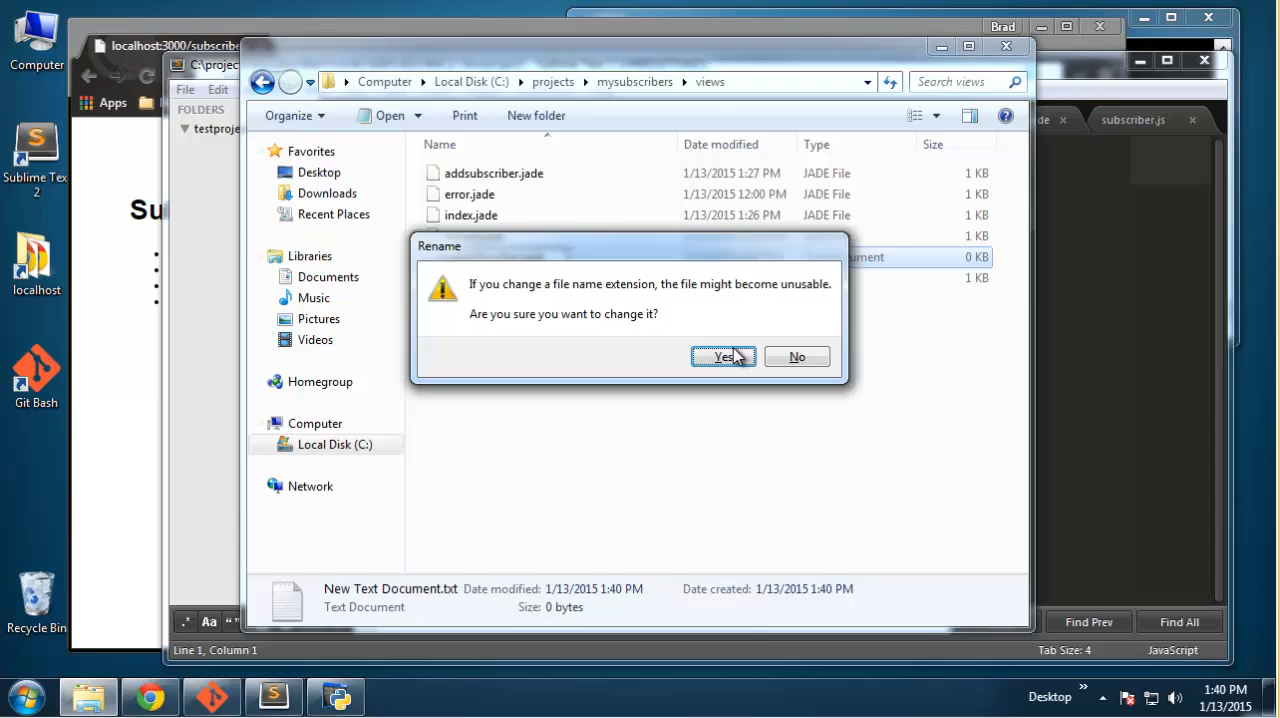 Computer
Sublime Text
2
localhost
Git Bash
Recycle Bin
Brad
localhost:3000/subscribe
Apps
Su
C:\projec
File Edit
FOLDERS
testproje
de
subscriber.js
Computer
Local Disk (C:)
projects
mysubscribers
views
Search views
Organize
Open
Print
New folder
Name
Date modified
Type
Size
Favorites
Desktop
Downloads
Recent Places
Libraries
Documents
Music
Pictures
Videos
Homegroup
Computer
Local Disk (C:)
Network
addsubscriber.jade 1/13/2015 1:27 PM JADE File 1 KB
error.jade 1/13/2015 12:00 PM JADE File 1 KB
index.jade 1/13/2015 1:26 PM JADE File 1 KB
1 KB
ument 0 KB
1 KB
Rename
If you change a file name extension, the file might become unusable.
Are you sure you want to change it?
Yes
No
New Text Document.txt Date modified: 1/13/2015 1:40 PM Date created: 1/13/2015 1:40 PM
Text Document Size: 0 bytes
.* Aa “ ”
Find Prev
Find All
Line 1, Column 1
Tab Size: 4
JavaScript
Desktop
1:40 PM
1/13/2015